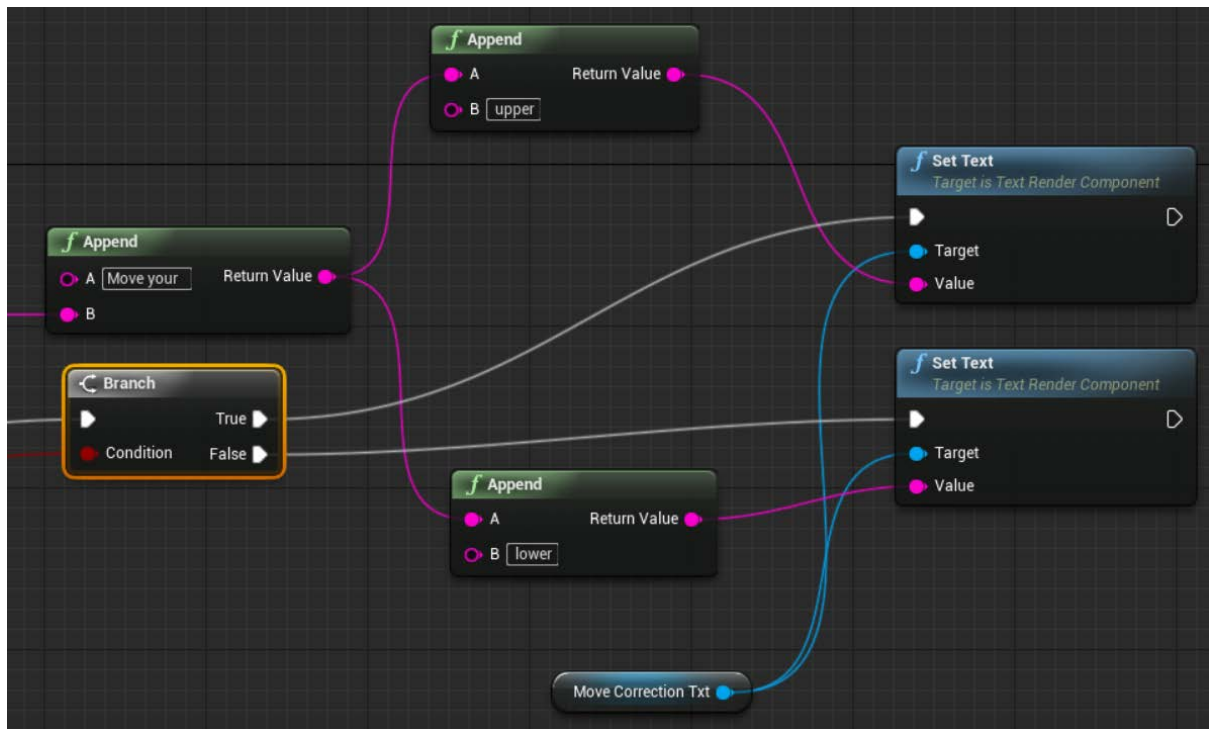 Append
A Return Value
B upper
Set Text
Target is Text Render Component
Target
Value
Append
A Move your Return Value
B
Branch
True
Condition False
Set Text
Target is Text Render Component
Target
Value
Append
A Return Value
B lower
Move Correction Txt